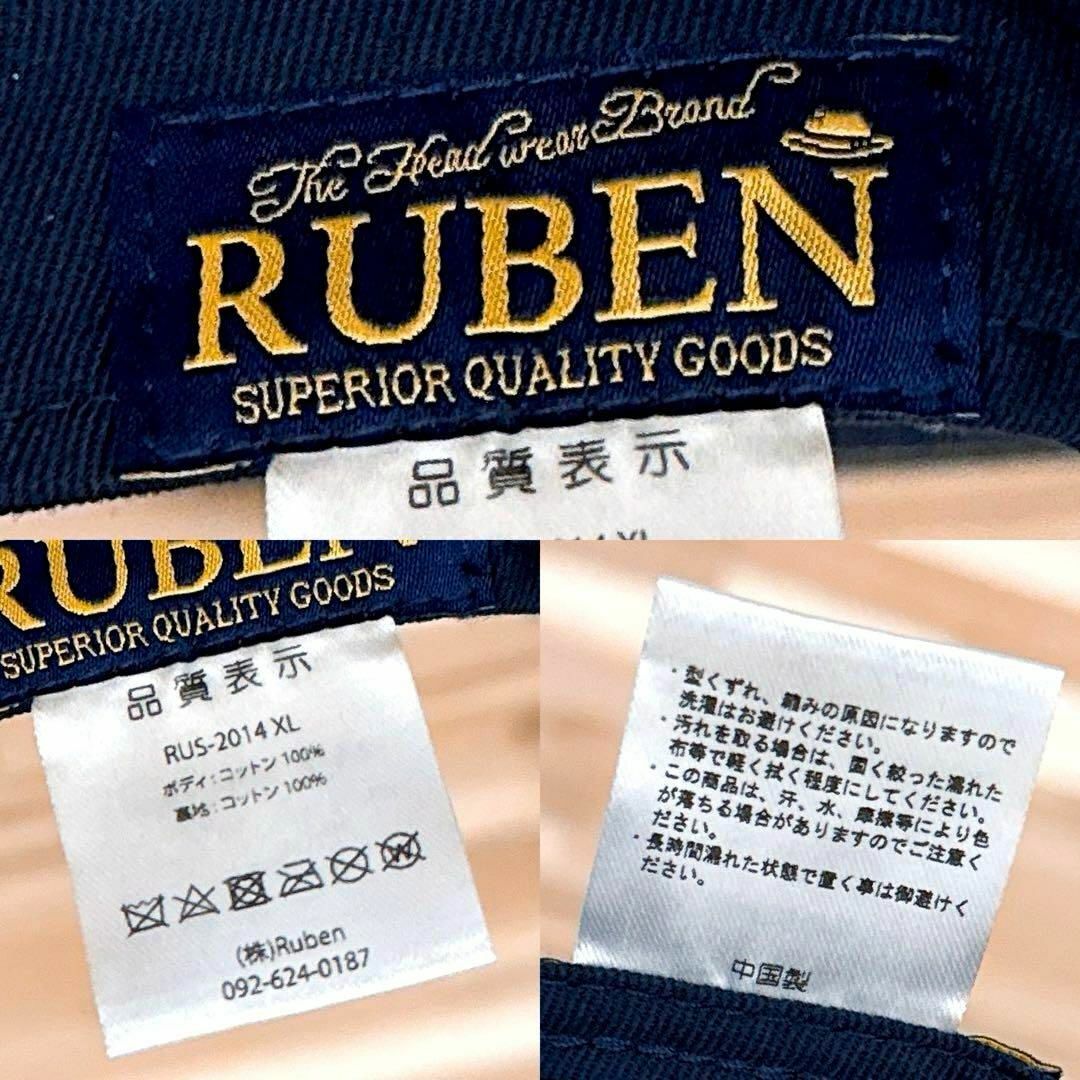 The Head wear Brand
RUBEN
SUPERIOR QUALITY GOODS
品質表示
RUBEN
SUPERIOR QUALITY GOODS
品質表示
RUS-2014 XL
ボディ:コットン 100%
裏地:コットン 100%
W
(株)Ruben
092-624-0187
・型くずれ、縮みの原因になりますので
洗濯はお避けください。
・汚れを取る場合は、固く絞った濡れた
布等で軽く拭く程度にしてください。
・この商品は、汗、水、摩擦等により色
が落ちる場合がありますのでご注意く
ださい。
・長時間濡れた状態で置く事は御避けく
ださい。
中国製